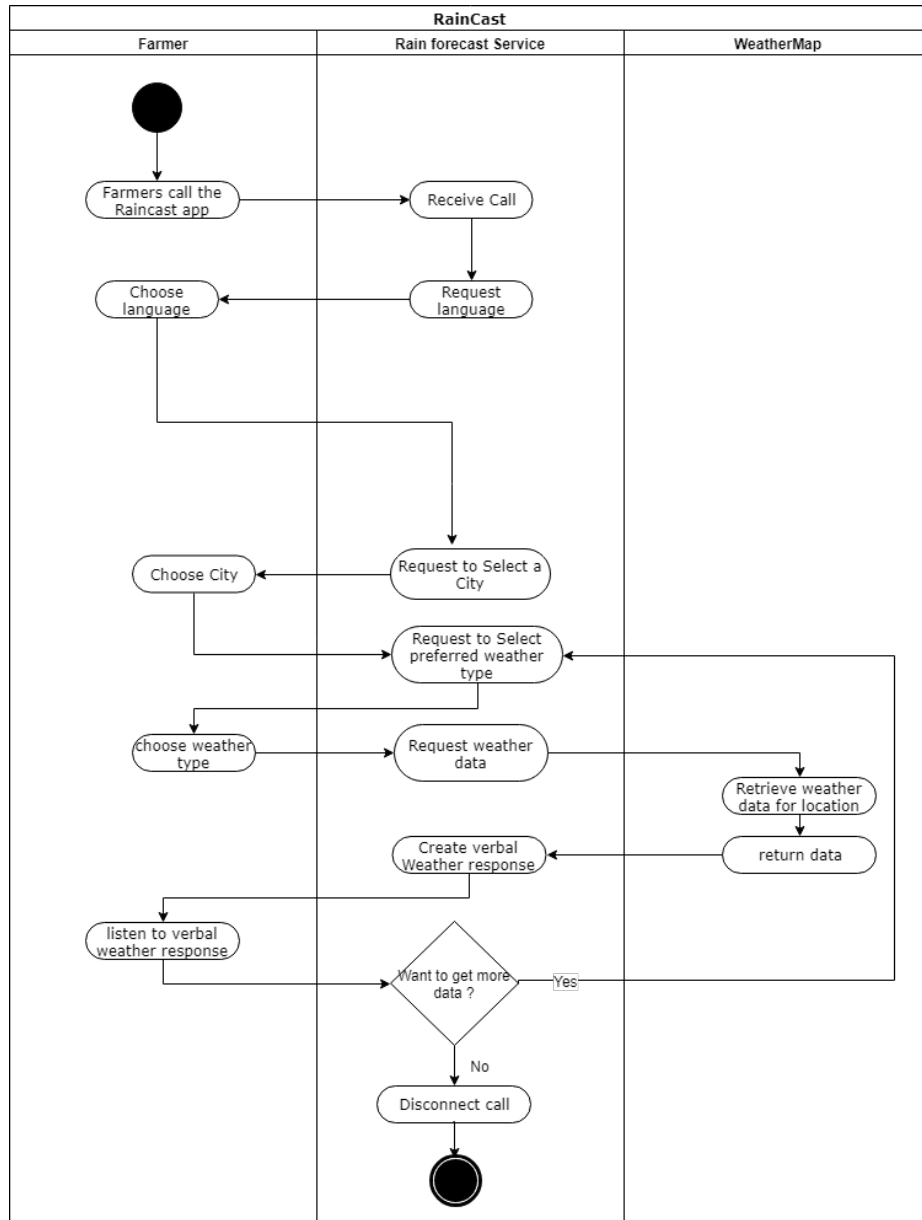 RainCast
Farmer
Rain forecast Service
WeatherMap
Farmers call the
Raincast app
Receive Call
Choose
language
Request
language
Choose City
Request to Select a
City
Request to Select
preferred weather
type
choose weather
type
Request weather
data
Retrieve weather
data for location
Create verbal
Weather response
return data
listen to verbal
weather response
Want to get more
data ?
Yes
No
Disconnect call